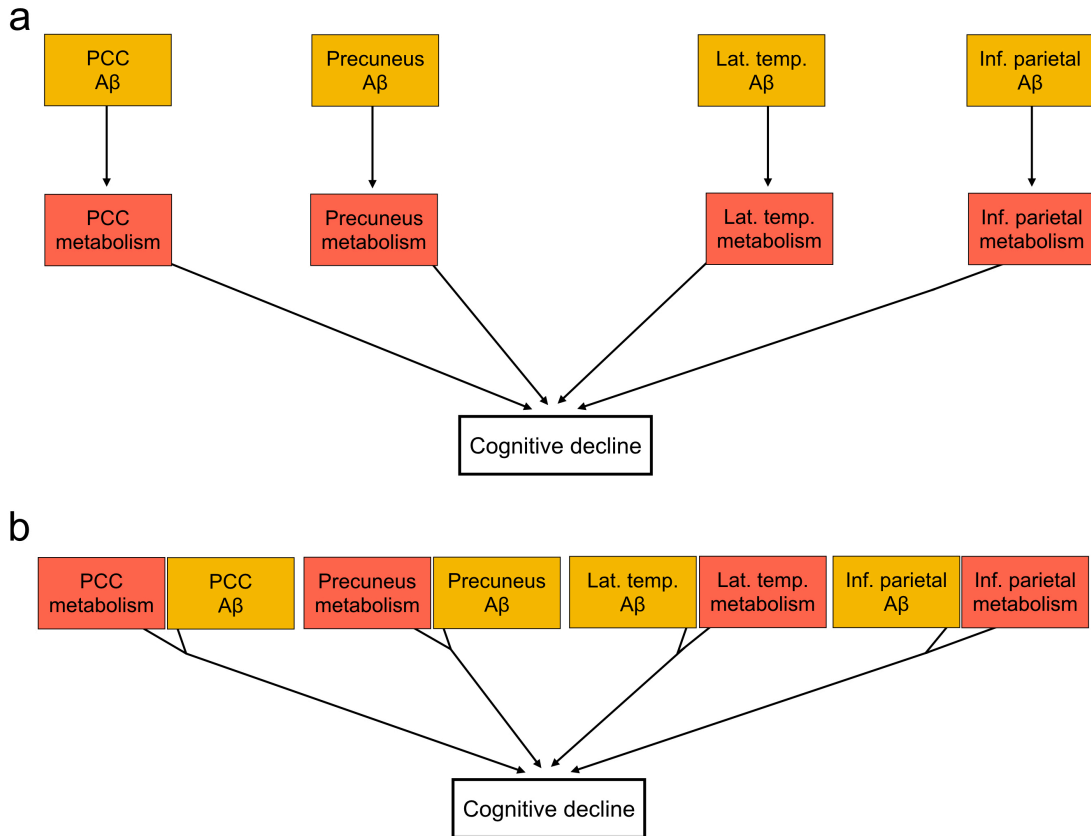 a
PCC
Aβ
Precuneus
Aβ
Lat. temp.
Aβ
Inf. parietal
Aβ
PCC
metabolism
Precuneus
metabolism
Lat. temp.
metabolism
Inf. parietal
metabolism
Cognitive decline
b
PCC
metabolism
PCC
Aβ
Precuneus
metabolism
Precuneus
Aβ
Lat. temp.
Aβ
Lat. temp.
metabolism
Inf. parietal
Aβ
Inf. parietal
metabolism
Cognitive decline